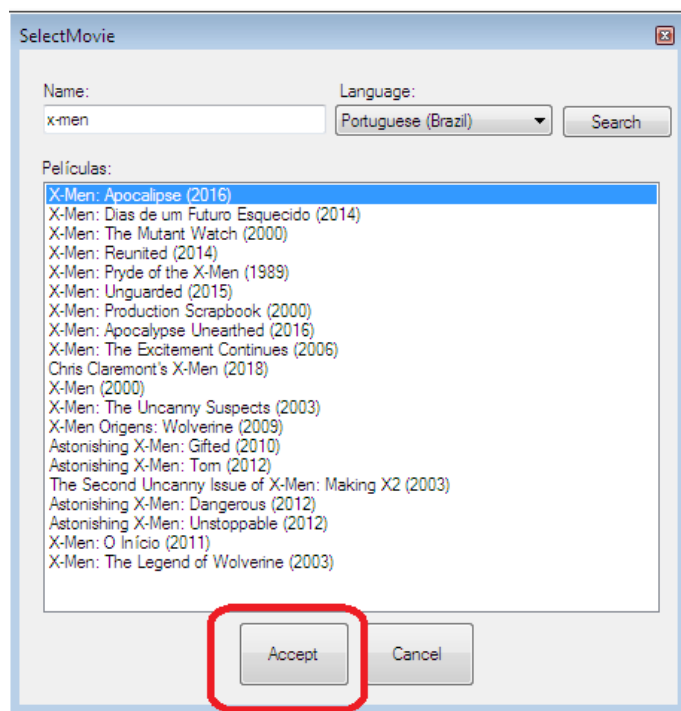 SelectMovie
Name:
Language:
x-men
Portuguese (Brazil)
Search
Películas:
X-Men: Apocalipse (2016)
X-Men: Dias de um Futuro Esquecido (2014)
X-Men: The Mutant Watch (2000)
X-Men: Reunited (2014)
X-Men: Pryde of the X-Men (1989)
X-Men: Unguarded (2015)
X-Men: Production Scrapbook (2000)
X-Men: Apocalypse Unearthed (2016)
X-Men: The Excitement Continues (2006)
Chris Claremont's X-Men (2018)
X-Men (2000)
X-Men: The Uncanny Suspects (2003)
X-Men Origens: Wolverine (2009)
Astonishing X-Men: Gifted (2010)
Astonishing X-Men: Torn (2012)
The Second Uncanny Issue of X-Men: Making X2 (2003)
Astonishing X-Men: Dangerous (2012)
Astonishing X-Men: Unstoppable (2012)
X-Men: O Início (2011)
X-Men: The Legend of Wolverine (2003)
Accept
Cancel